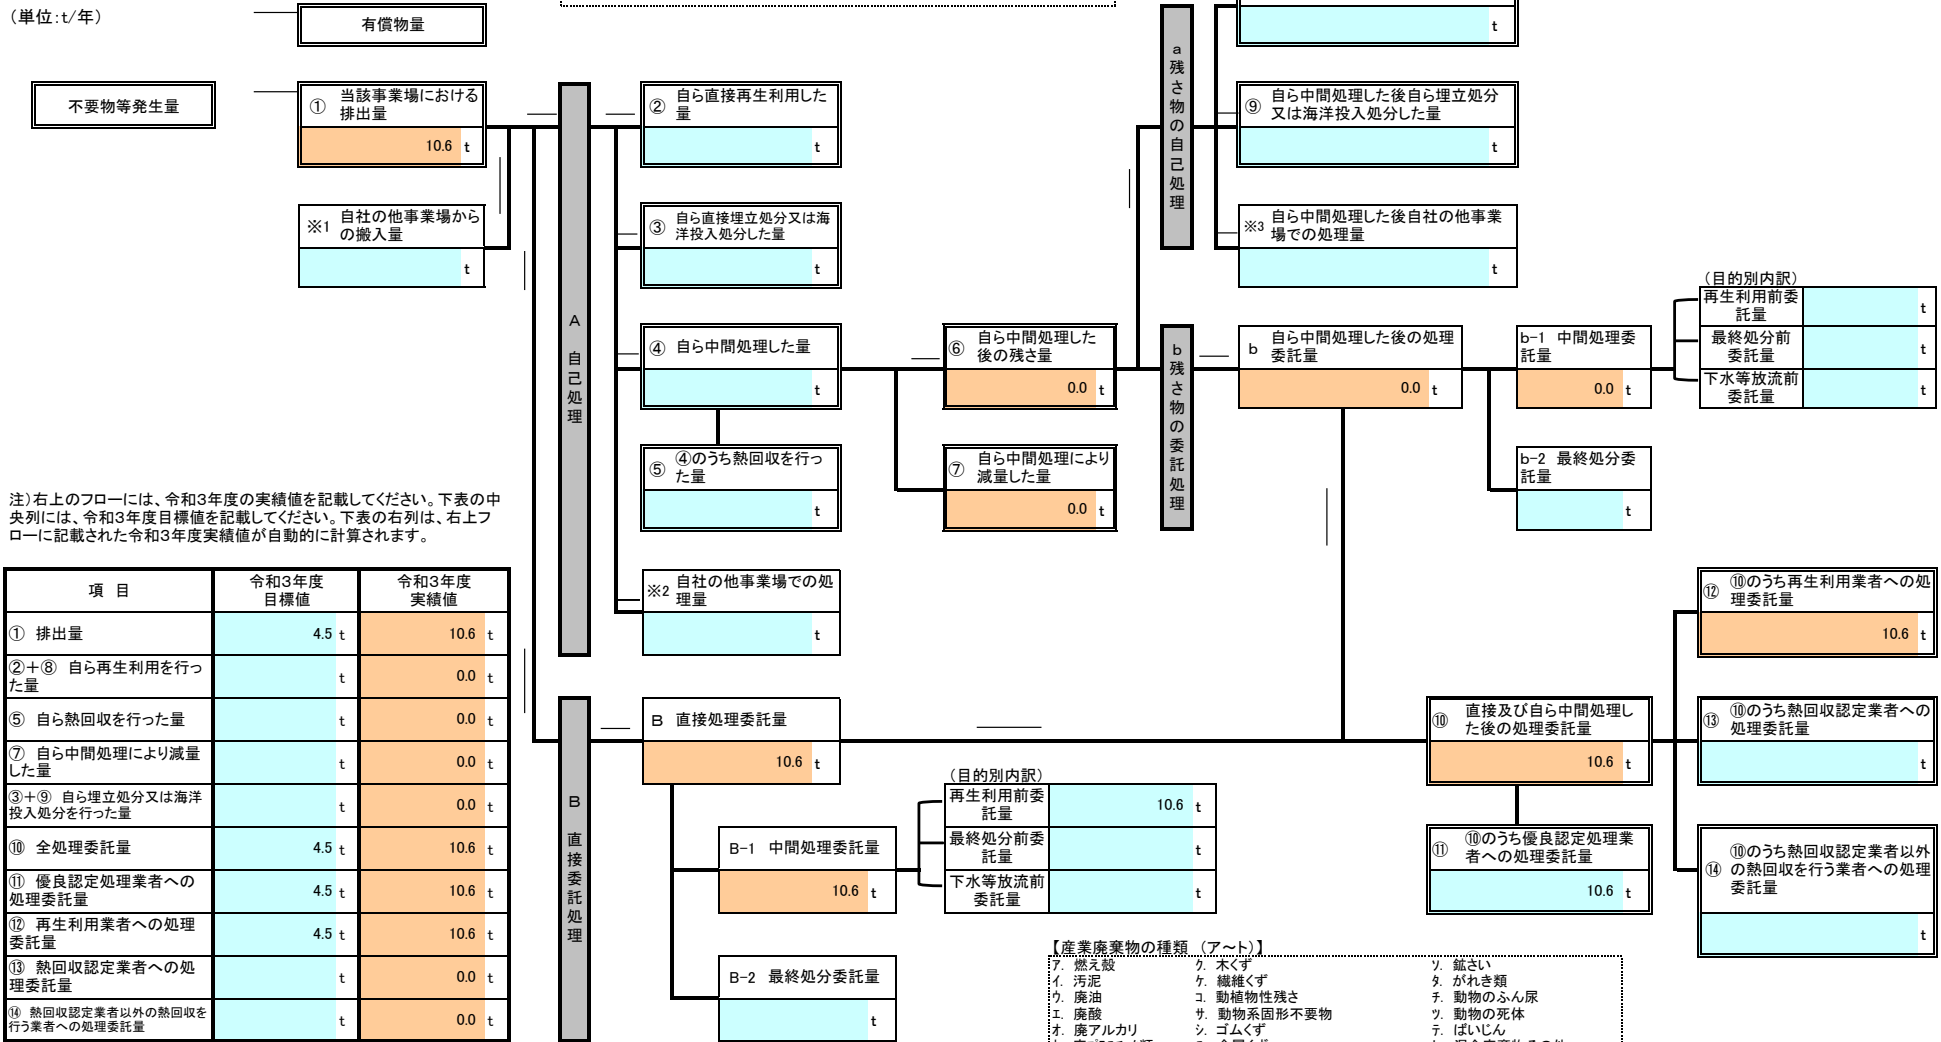 （単位：t/年）
有償物量
t
不要物等発生量
① 当該事業場における
排出量
10.6 t
※1 自社の他事業場から
の搬入量
t
A 自己処理
② 自ら直接再生利用した
量
t
③ 自ら直接埋立処分又は海
洋投入処分した量
t
④ 自ら中間処理した量
t
⑤ ④のうち熱回収を行っ
た量
t
※2 自社の他事業場での処
理量
t
⑥ 自ら中間処理した
後の残さ量
0.0 t
⑦ 自ら中間処理により
減量した量
0.0 t
a 残さ物の自己処理
⑨ 自ら中間処理した後自ら埋立処分
又は海洋投入処分した量
t
※3 自ら中間処理した後自社の他事業
場での処理量
t
b 残さ物の委託処理
b 自ら中間処理した後の処理
委託量
0.0 t
b-1 中間処理委
託量
0.0 t
b-2 最終処分委
託量
t
（目的別内訳）
再生利用前委
託量
t
最終処分前
委託量
t
下水等放流前
委託量
t
注）右上のフローには、令和3年度の実績値を記載してください。下表の中
央列には、令和3年度目標値を記載してください。下表の右列は、右上フ
ローに記載された令和3年度実績値が自動的に計算されます。
項　目 令和3年度
目標値 令和3年度
実績値
① 排出量 4.5 t 10.6 t
②＋⑧ 自ら再生利用を行っ
た量 t 0.0 t
⑤ 自ら熱回収を行った量 t 0.0 t
⑦ 自ら中間処理により減量
した量 t 0.0 t
③＋⑨ 自ら埋立処分又は海洋
投入処分を行った量 t 0.0 t
⑩ 全処理委託量 4.5 t 10.6 t
⑪ 優良認定処理業者への
処理委託量 4.5 t 10.6 t
⑫ 再生利用業者への処理
委託量 4.5 t 10.6 t
⑬ 熱回収認定業者への処
理委託量 t 0.0 t
⑭ 熱回収認定業者以外の熱回収を
行う業者への処理委託量 t 0.0 t
B 直接委託処理
B 直接処理委託量
10.6 t
B-1 中間処理委託量
10.6 t
B-2 最終処分委託量
t
（目的別内訳）
再生利用前委
託量
10.6 t
最終処分前委
託量
t
下水等放流前
委託量
t
⑩ 直接及び自ら中間処理し
た後の処理委託量
10.6 t
⑪ ⑩のうち優良認定処理業
者への処理委託量
10.6 t
⑫ ⑩のうち再生利用業者への処
理委託量
10.6 t
⑬ ⑩のうち熱回収認定業者への
処理委託量
t
⑭ ⑩のうち熱回収認定業者以外
の熱回収を行う業者への処理
委託量
t
【産業廃棄物の種類 （ア～ト）】
ア. 燃え殻 ク. 木くず ソ. 鉱さい
イ. 汚泥 ケ. 繊維くず タ. がれき類
ウ. 廃油 コ. 動植物性残さ チ. 動物のふん尿
エ. 廃酸 サ. 動物系固形不要物 ツ. 動物の死体
オ. 廃アルカリ シ. ゴムくず テ. ばいじん